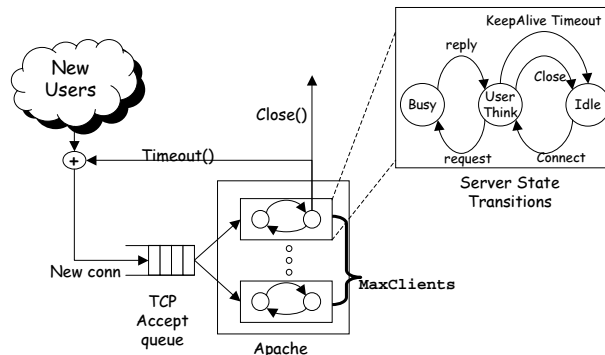 New
Users
+
Timeout()
Close()
New conn
TCP
Accept
queue
Apache
MaxClients
KeepAlive Timeout
reply
Close
Busy
User
Think
Idle
request
Connect
Server State
Transitions